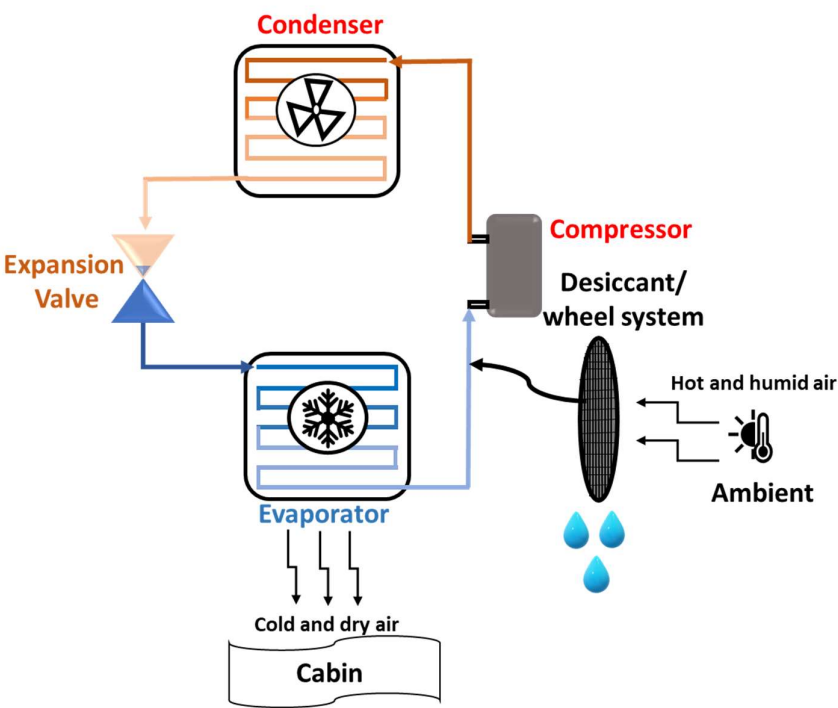 Condenser
Compressor
Expansion
Valve
Desiccant/
wheel system
Hot and humid air
Ambient
Evaporator
Cold and dry air
Cabin